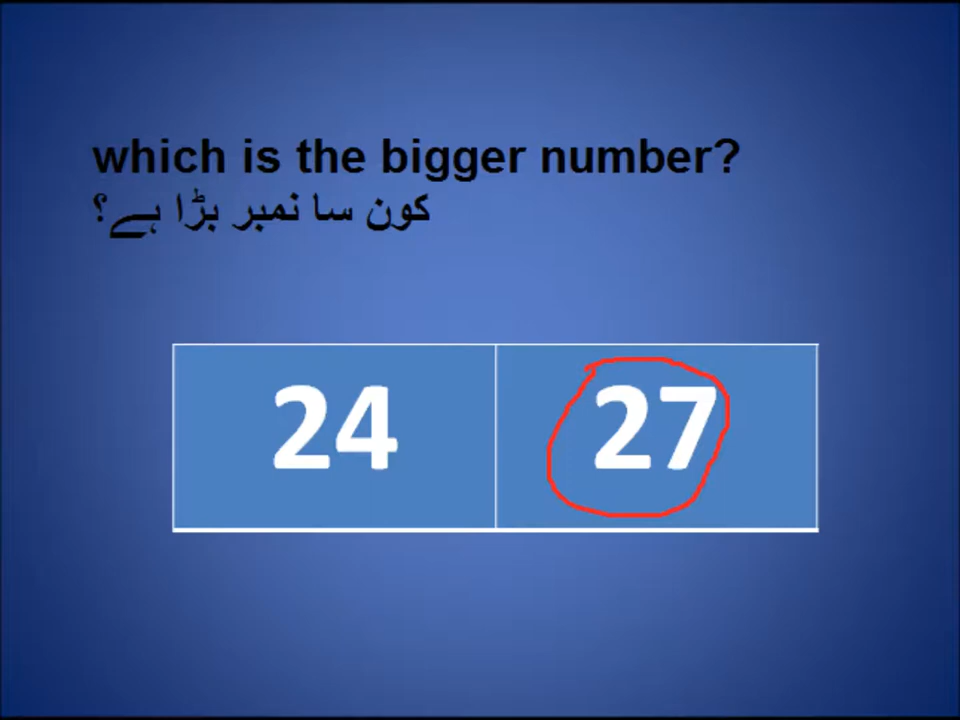 which is the bigger number?
کون سا نمبر بڑا ہے؟
24 27